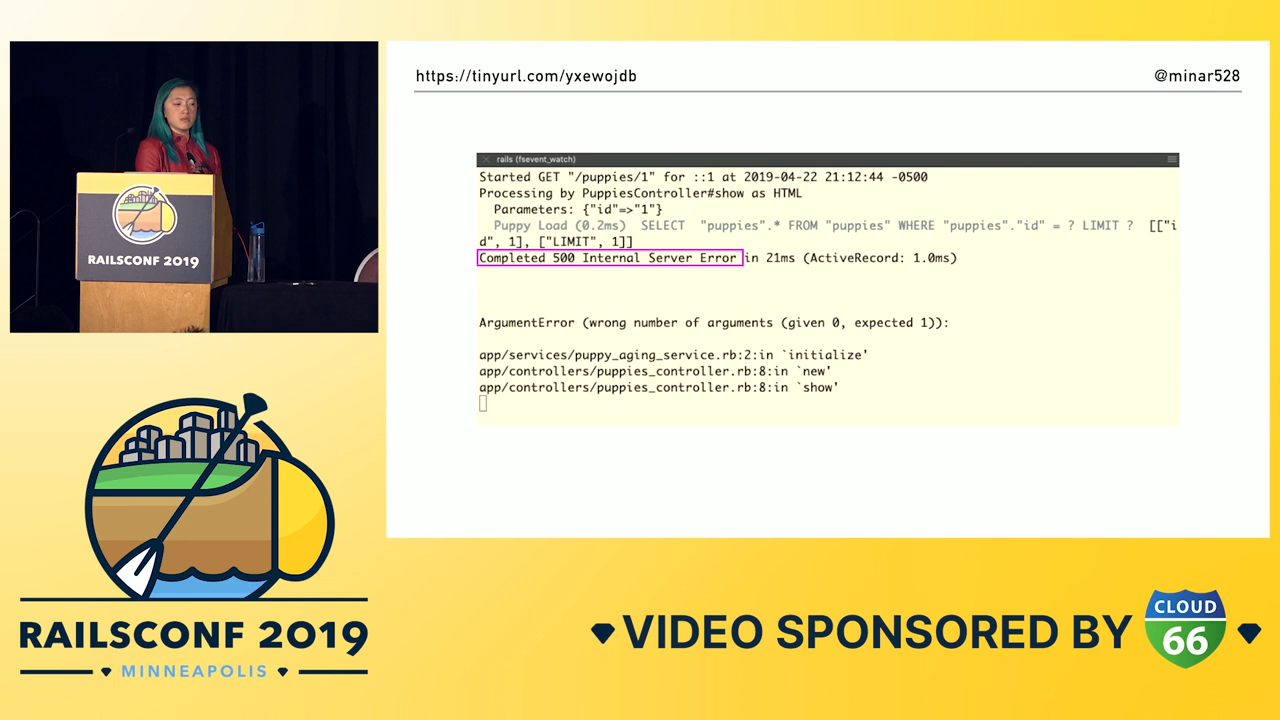 https://tinyurl.com/yxewojdb
@minar528
rails (fsevent_watch)
Started GET "/puppies/1" for ::1 at 2019-04-22 21:12:44 -0500
Processing by PuppiesController#show as HTML
Parameters: {"id"=>"1"}
Puppy Load (0.2ms)  SELECT  "puppies".* FROM "puppies" WHERE "puppies"."id" = ? LIMIT ?  [["i
d", 1], ["LIMIT", 1]]
Completed 500 Internal Server Error in 21ms (ActiveRecord: 1.0ms)
ArgumentError (wrong number of arguments (given 0, expected 1)):
app/services/puppy_aging_service.rb:2:in `initialize'
app/controllers/puppies_controller.rb:8:in `new'
app/controllers/puppies_controller.rb:8:in `show'
RAILSCONF 2019
RAILSCONF 2019
MINNEAPOLIS
VIDEO SPONSORED BY
CLOUD
66